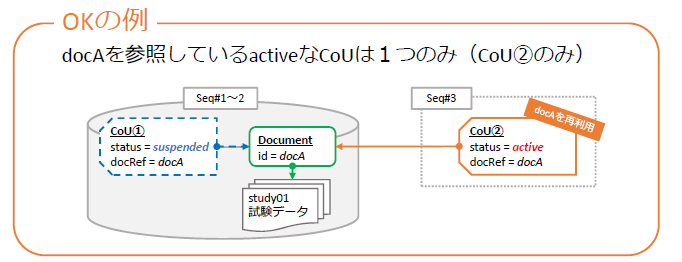 OKの例
docAを参照しているactiveなCoUは１つのみ（CoU②のみ）
Seq#1～2
Seq#3
docAを再利用
CoU①
status = suspended
docRef = docA
Document
id = docA
CoU②
status = active
docRef = docA
study01
試験データ